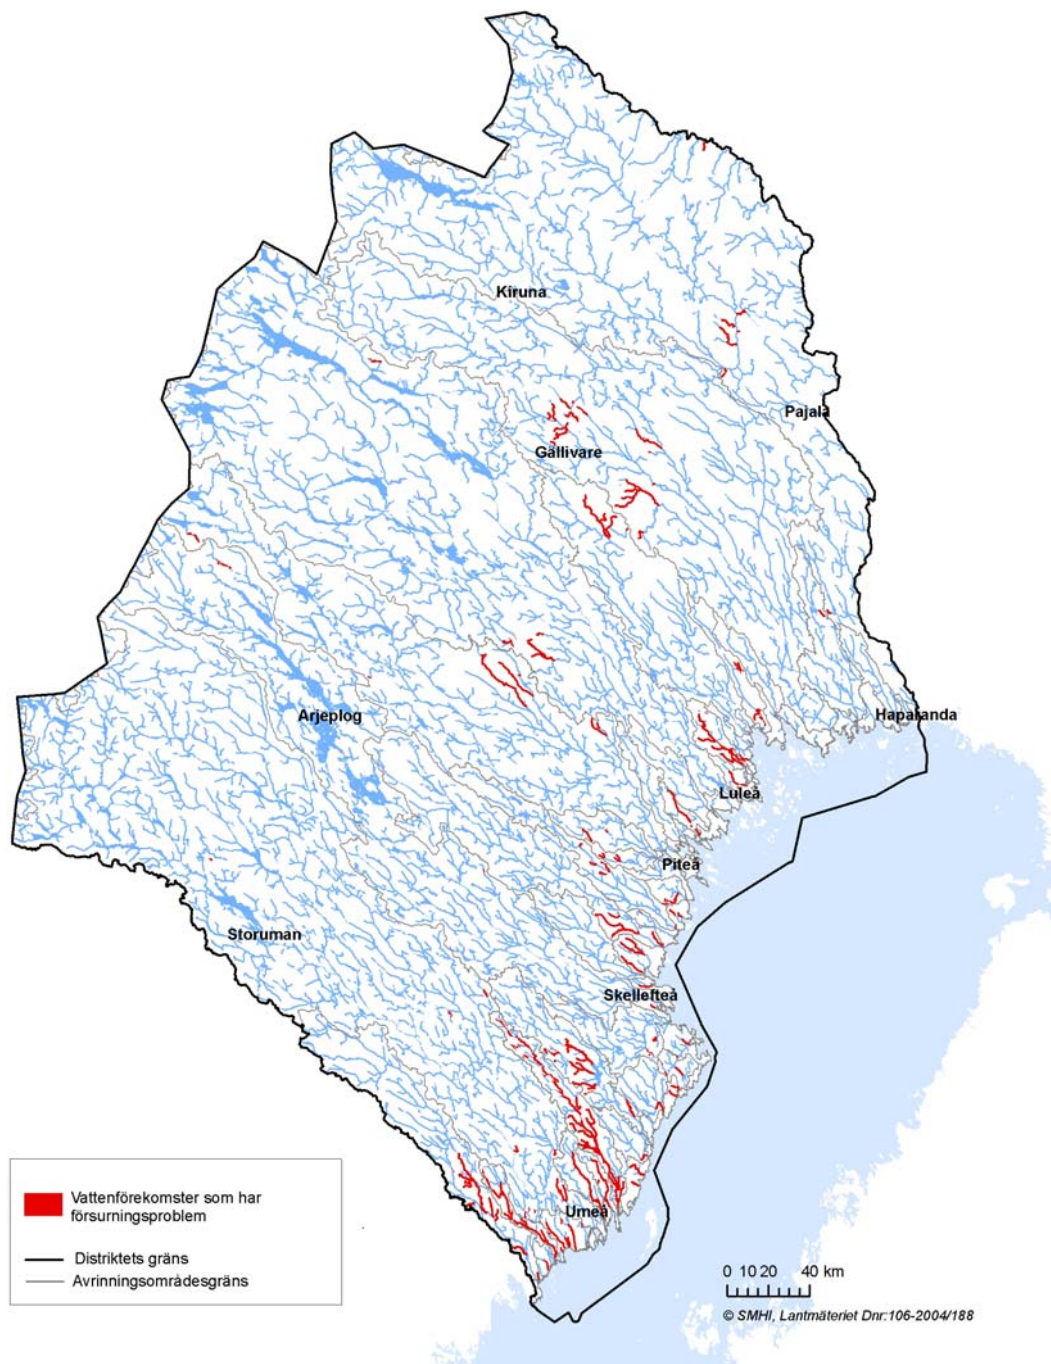 Kiruna
Pajala
Gällivare
Haparanda
Arjeplog
Luleå
Piteå
Storuman
Skellefteå
Umeå
Vattenförekomster som har
försurningsproblem
Distriktets gräns
Avrinningsområdesgräns
0 10 20 40 km
© SMHI, Lantmäteriet Dnr:106-2004/188